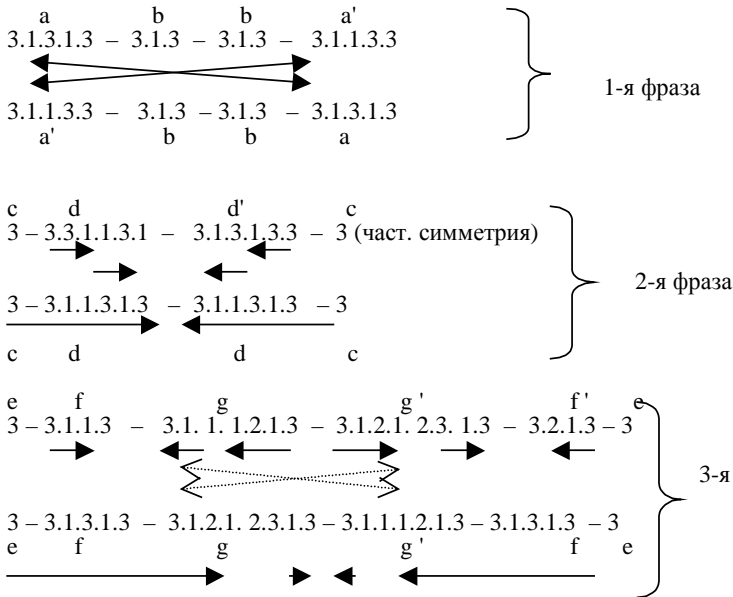 a b b a'
3.1.3.1.3 – 3.1.3 – 3.1.3 – 3.1.1.3.3
1-я фраза
3.1.1.3.3 – 3.1.3 – 3.1.3 – 3.1.3.1.3
a' b b a
c d d' c
3 – 3.3.1.1.3.1 – 3.1.3.1.3.3 – 3 (част. симметрия)
2-я фраза
3 – 3.1.1.3.1.3 – 3.1.1.3.1.3 – 3
c d d c
e f g g ' f ' e
3 – 3.1.1.3 – 3.1. 1. 1.2.1.3 – 3.1.2.1. 2.3. 1.3 – 3.2.1.3 – 3
3-я
3 – 3.1.3.1.3 – 3.1.2.1. 2.3.1.3 – 3.1.1.1.2.1.3 – 3.1.3.1.3 – 3
e f g g ' f e